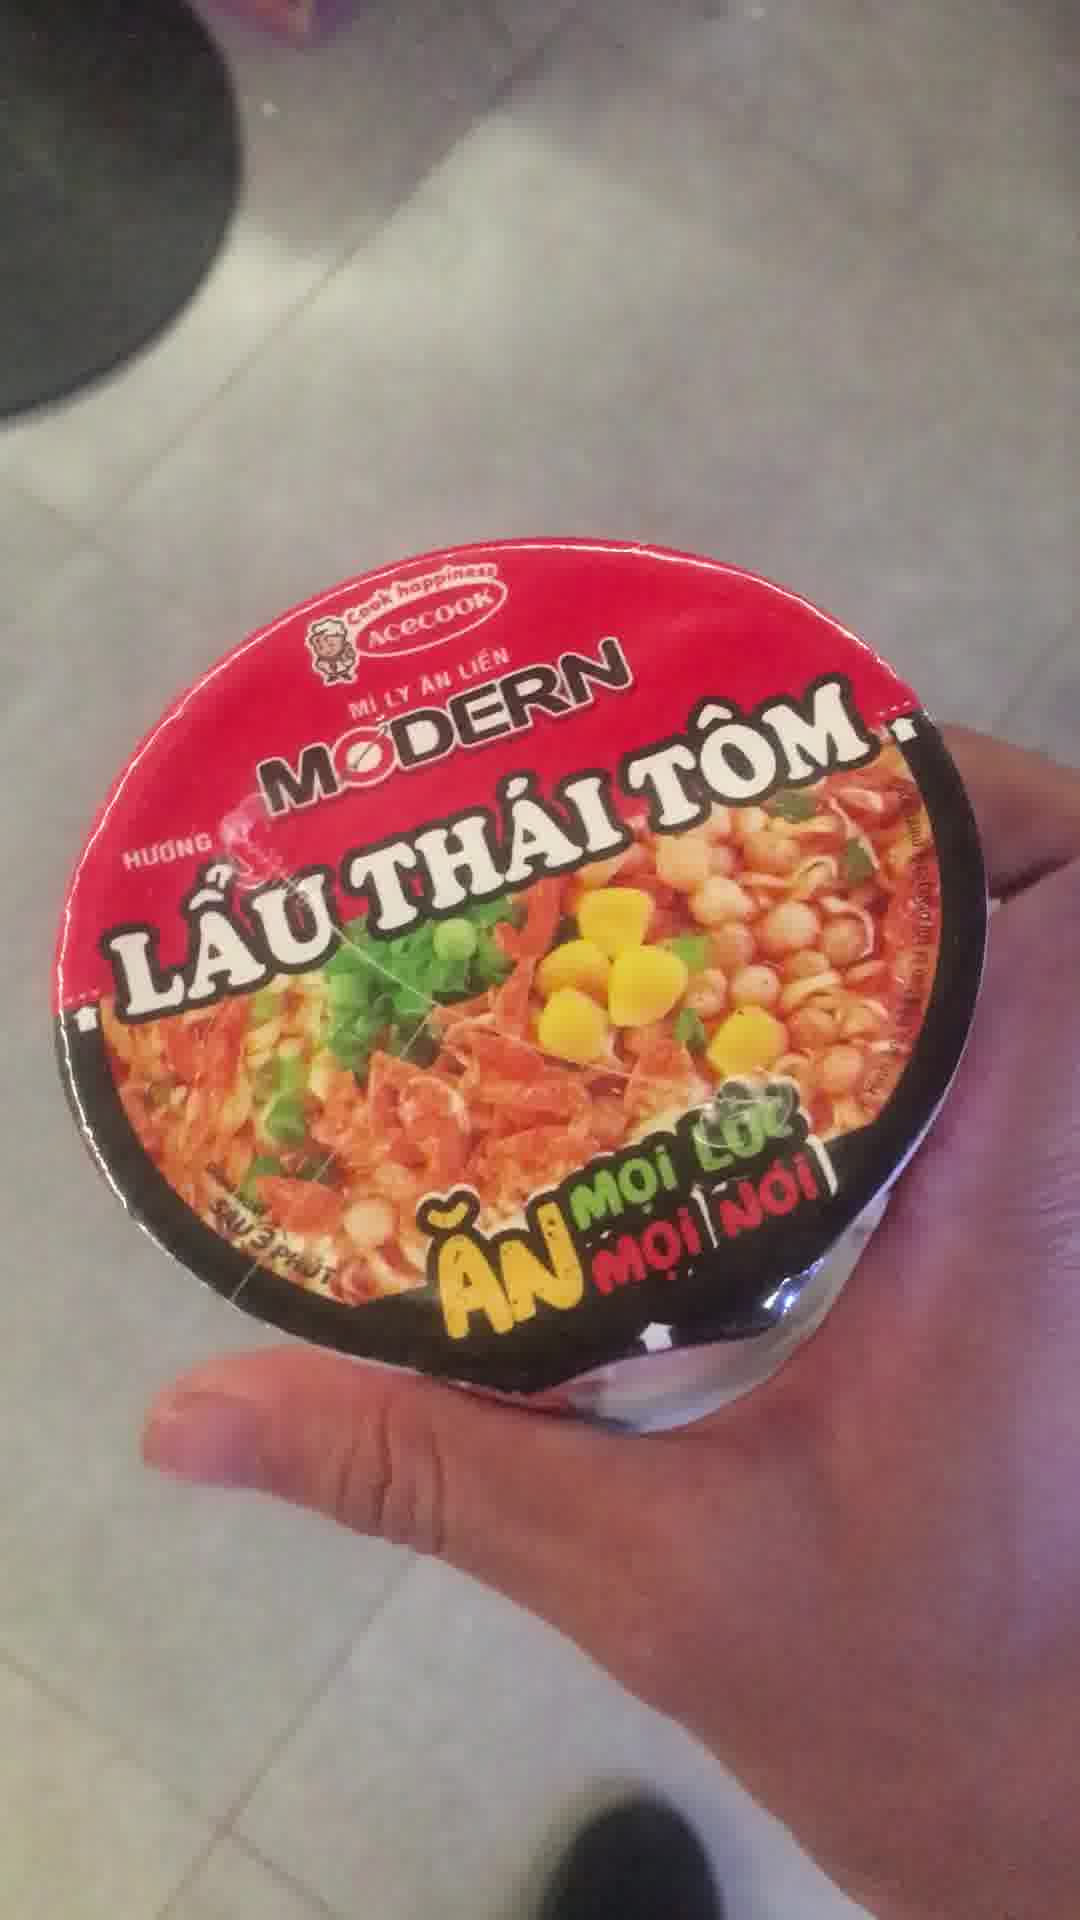 Cook happiness
Acecook
MÌ LY ĂN LIỀN
MODERN
HƯƠNG VỊ
LẨU THÁI TÔM
SAU 3 PHÚT
ĂN MỌI LÚC
MỌI NƠI